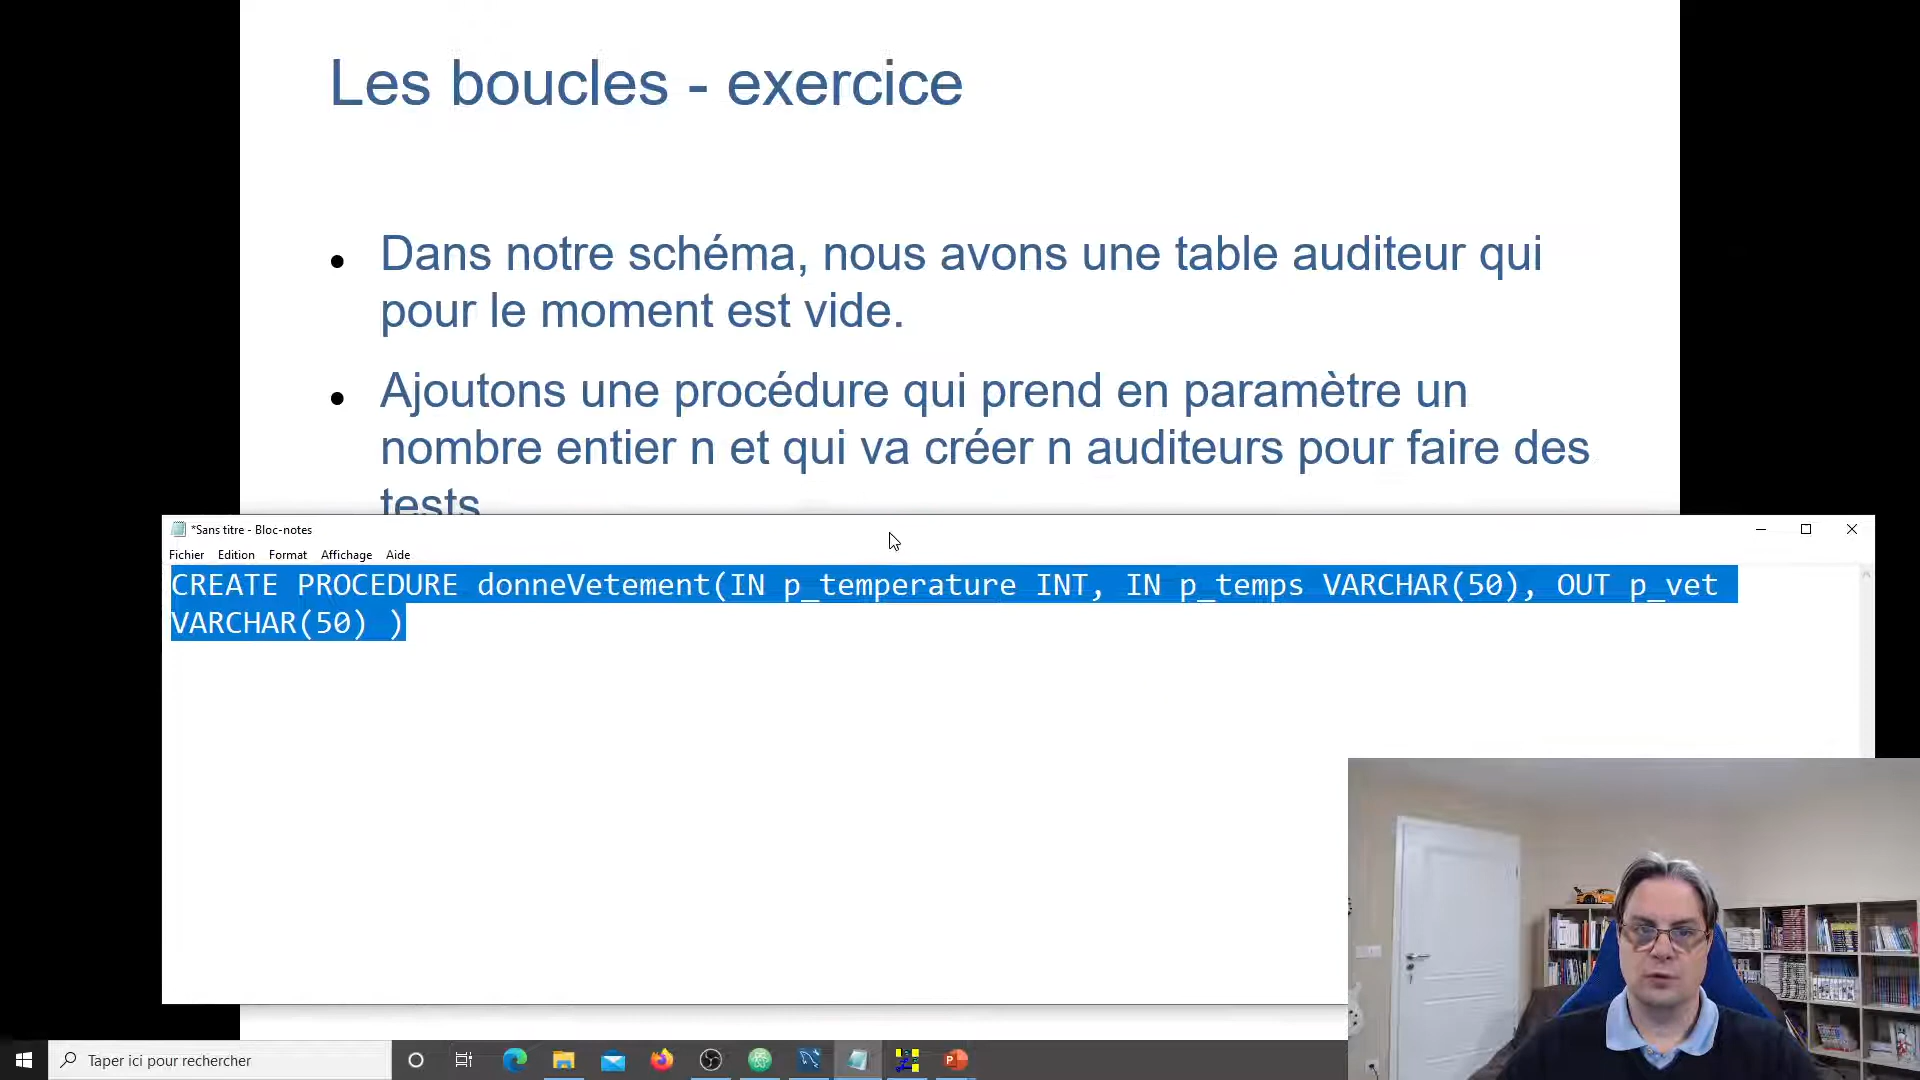 Les boucles - exercice
Dans notre schéma, nous avons une table auditeur qui
pour le moment est vide.
Ajoutons une procédure qui prend en paramètre un
nombre entier n et qui va créer n auditeurs pour faire des
tests
*Sans titre - Bloc-notes
Fichier Edition Format Affichage Aide
CREATE PROCEDURE donneVetement(IN p_temperature INT, IN p_temps VARCHAR(50), OUT p_vet
VARCHAR(50) )
Taper ici pour rechercher